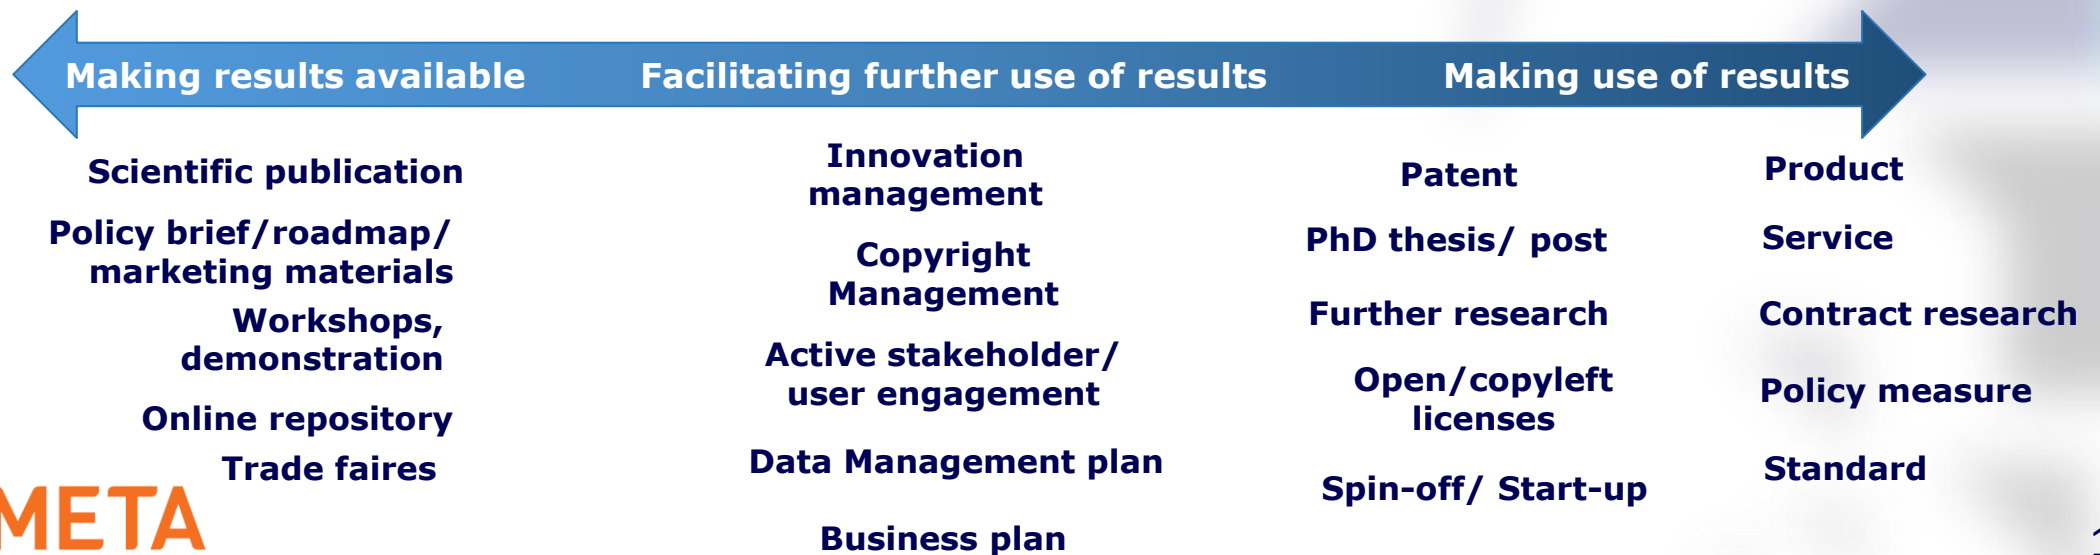 Making results available
Facilitating further use of results
Making use of results
Scientific publication
Policy brief/roadmap/
marketing materials
Workshops,
demonstration
Online repository
Trade faires
Innovation
management
Copyright
Management
Active stakeholder/
user engagement
Data Management plan
Business plan
Patent
PhD thesis/ post
Further research
Open/copyleft
licenses
Spin-off/ Start-up
Product
Service
Contract research
Policy measure
Standard
META